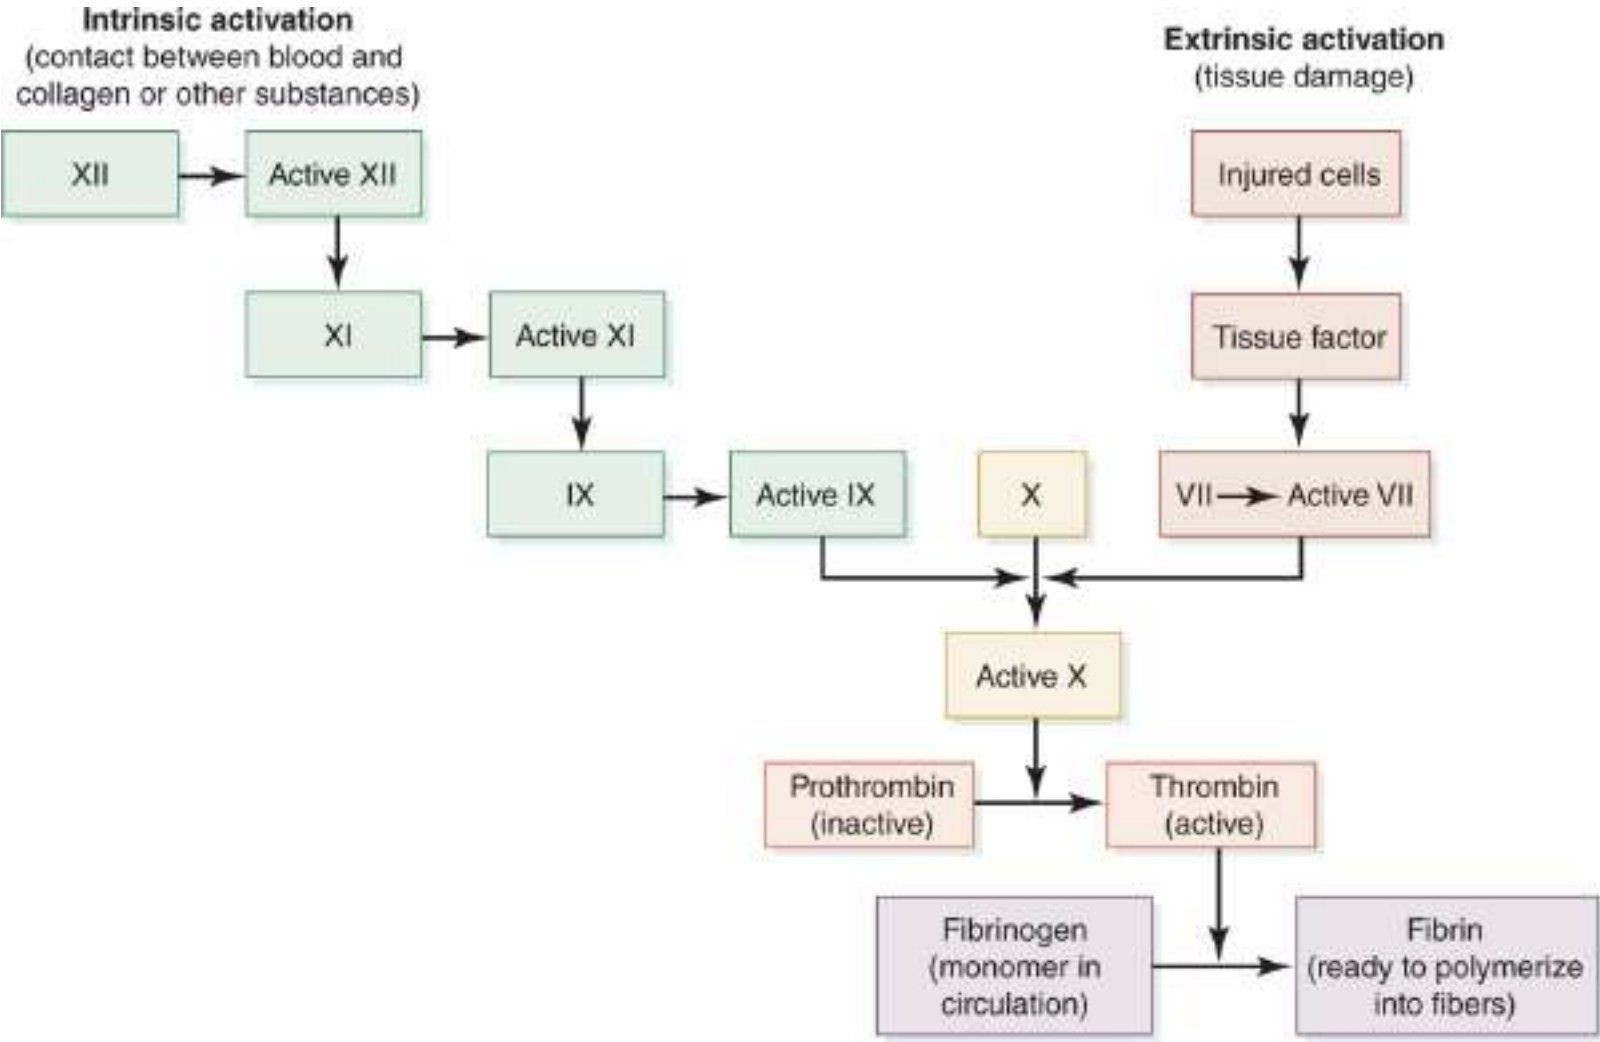 Intrinsic activation
(contact between blood and
collagen or other substances)
Extrinsic activation
(tissue damage)
XII
Active XII
Injured cells
XI
Active XI
Tissue factor
IX
Active IX
X
VII
Active VII
Active X
Prothrombin
(inactive)
Thrombin
(active)
Fibrinogen
(monomer in
circulation)
Fibrin
(ready to polymerize
into fibers)